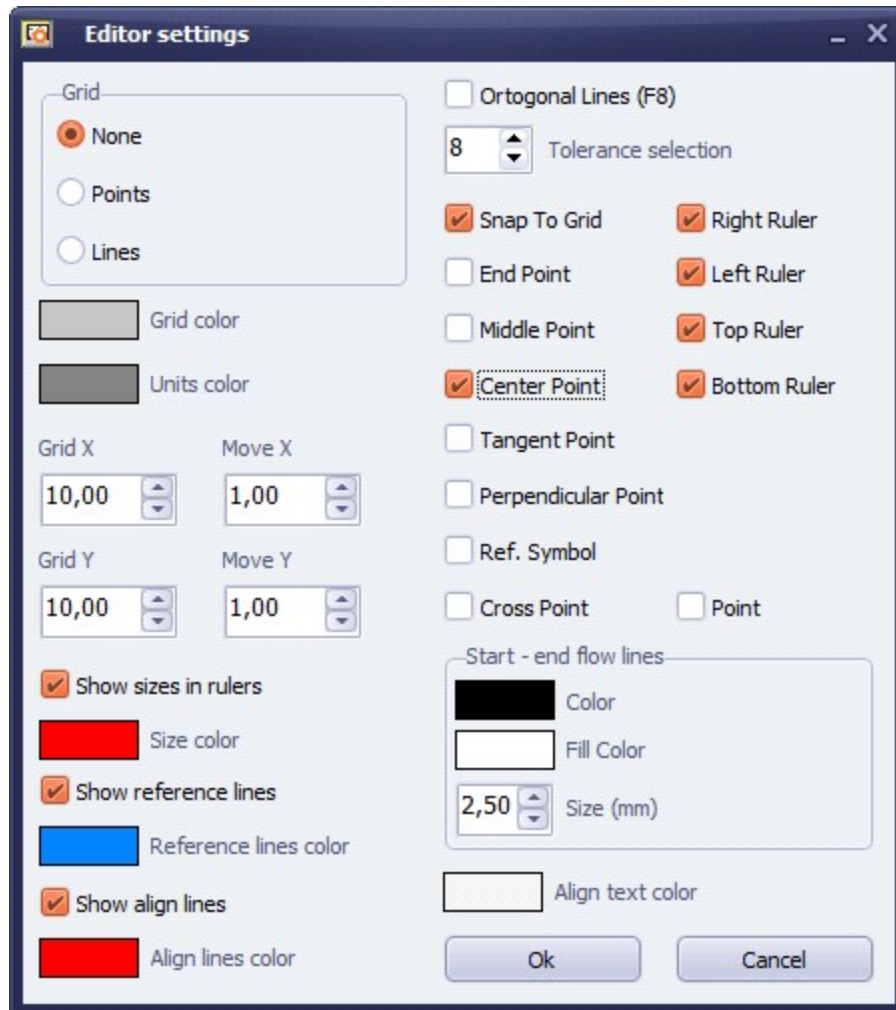 Editor settings
Grid
None
Points
Lines
Grid color
Units color
Grid X
Move X
10,00
1,00
Grid Y
Move Y
10,00
1,00
Show sizes in rulers
Size color
Show reference lines
Reference lines color
Show align lines
Align lines color
Ortogonal Lines (F8)
8
Tolerance selection
Snap To Grid
Right Ruler
End Point
Left Ruler
Middle Point
Top Ruler
Center Point
Bottom Ruler
Tangent Point
Perpendicular Point
Ref. Symbol
Cross Point
Point
Start - end flow lines
Color
Fill Color
2,50
Size (mm)
Align text color
Ok
Cancel